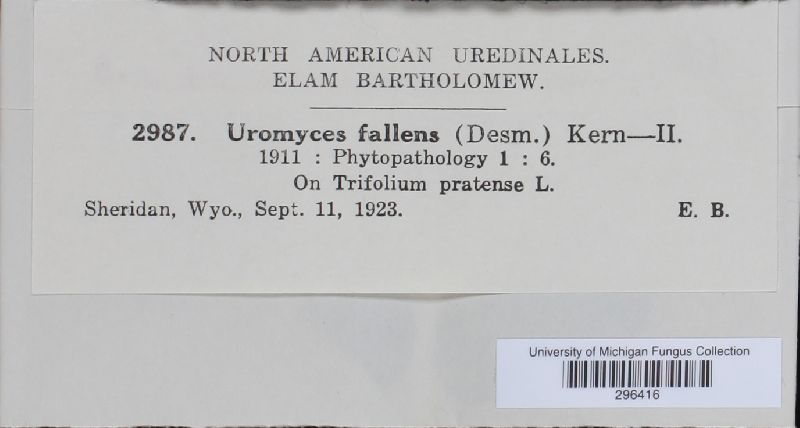 NORTH AMERICAN UREDINALES.
ELAM BARTHOLOMEW.
2987. Uromyces fallens (Desm.) Kern—II.
1911 : Phytopathology 1 : 6.
On Trifolium pratense L.
Sheridan, Wyo., Sept. 11, 1923. E. B.
University of Michigan Fungus Collection
296416